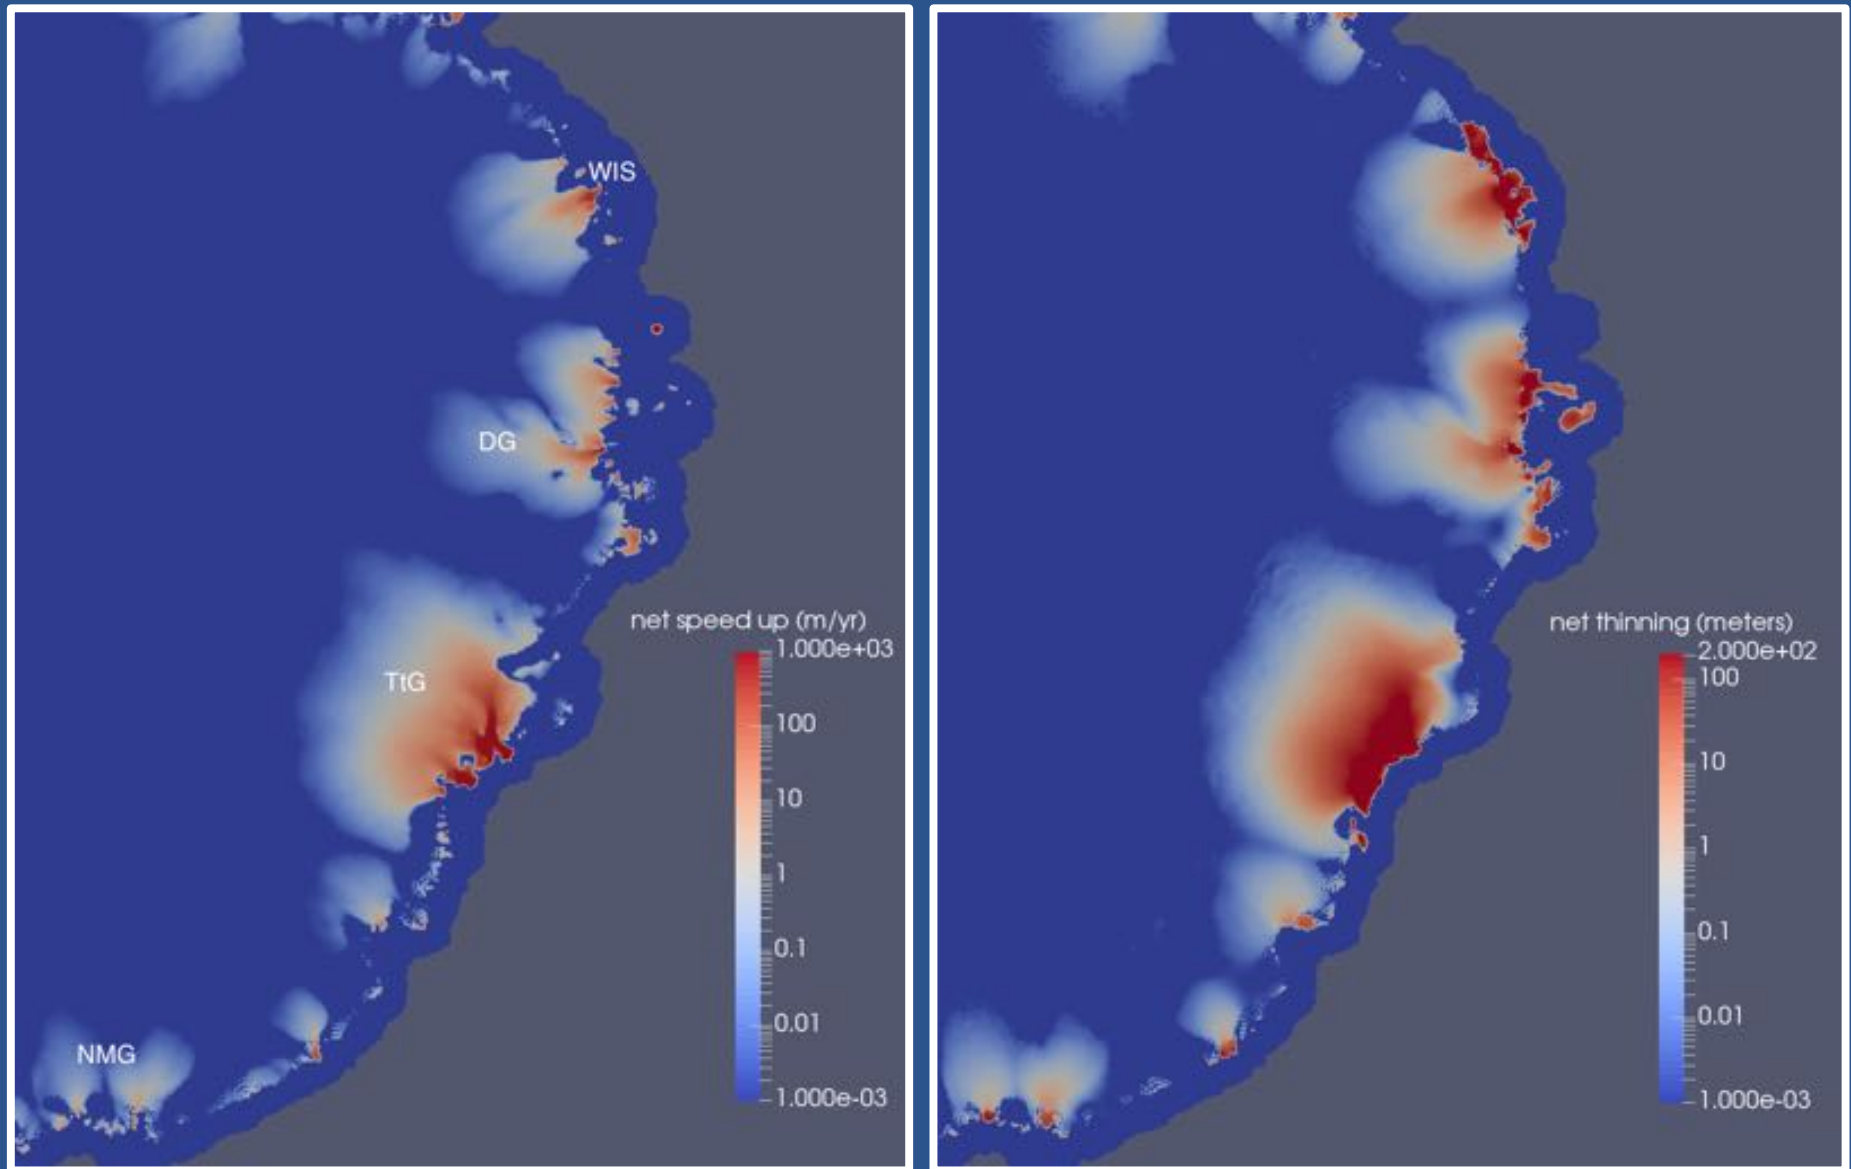 WIS
DG
TtG
NMG
net speed up (m/yr)
1.000e+03
100
10
1
0.1
0.01
1.000e-03
net thinning (meters)
2.000e+02
100
10
1
0.1
0.01
1.000e-03